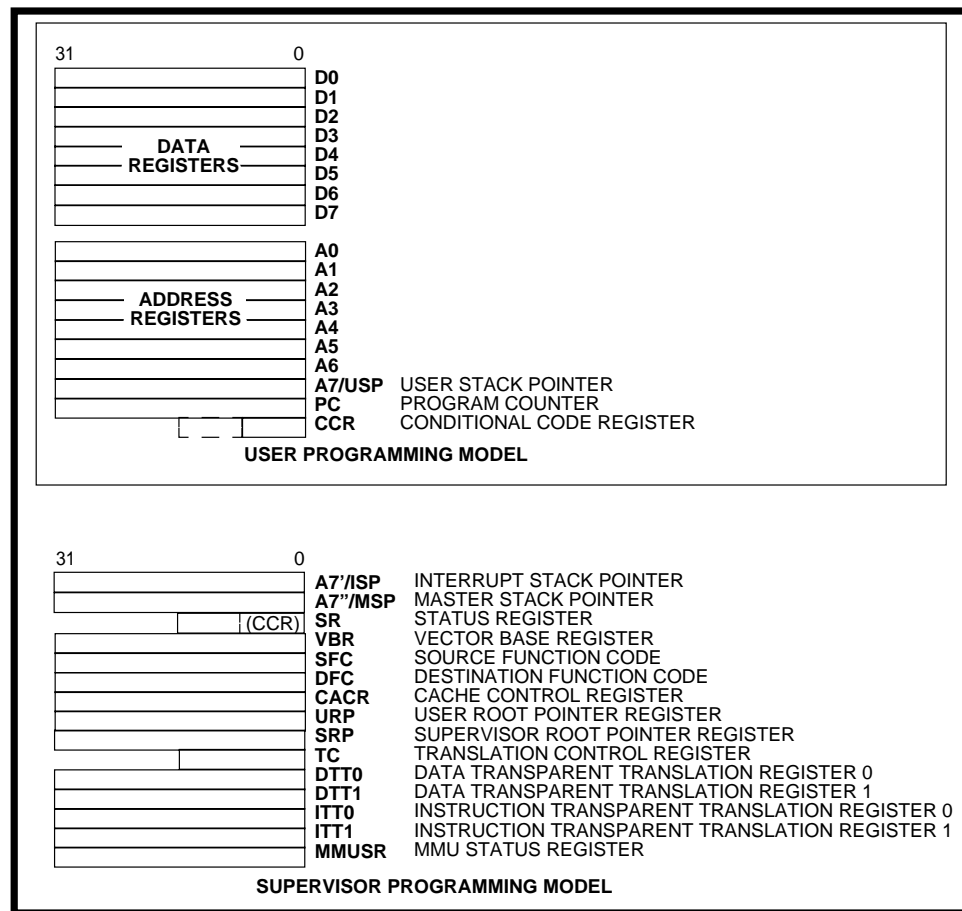 31 0
D0
D1
D2
D3
D4
D5
D6
D7
DATA
REGISTERS
A0
A1
A2
A3
A4
A5
A6
ADDRESS
REGISTERS
A7/USP USER STACK POINTER
PC PROGRAM COUNTER
CCR CONDITIONAL CODE REGISTER
USER PROGRAMMING MODEL
31 0
A7'/ISP INTERRUPT STACK POINTER
A7"/MSP MASTER STACK POINTER
(CCR) SR STATUS REGISTER
VBR VECTOR BASE REGISTER
SFC SOURCE FUNCTION CODE
DFC DESTINATION FUNCTION CODE
CACR CACHE CONTROL REGISTER
URP USER ROOT POINTER REGISTER
SRP SUPERVISOR ROOT POINTER REGISTER
TC TRANSLATION CONTROL REGISTER
DTT0 DATA TRANSPARENT TRANSLATION REGISTER 0
DTT1 DATA TRANSPARENT TRANSLATION REGISTER 1
ITT0 INSTRUCTION TRANSPARENT TRANSLATION REGISTER 0
ITT1 INSTRUCTION TRANSPARENT TRANSLATION REGISTER 1
MMUSR MMU STATUS REGISTER
SUPERVISOR PROGRAMMING MODEL